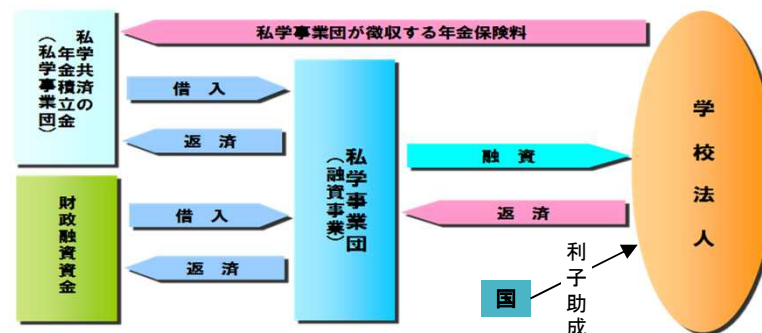 私学事業団が徴収する年金保険料
私学共済の
年金積立金
（私学事業団）
借　入
返　済
財政融資資金
借　入
返　済
私学事業団
（融資事業）
融　資
返　済
学校法人
国
利子助成